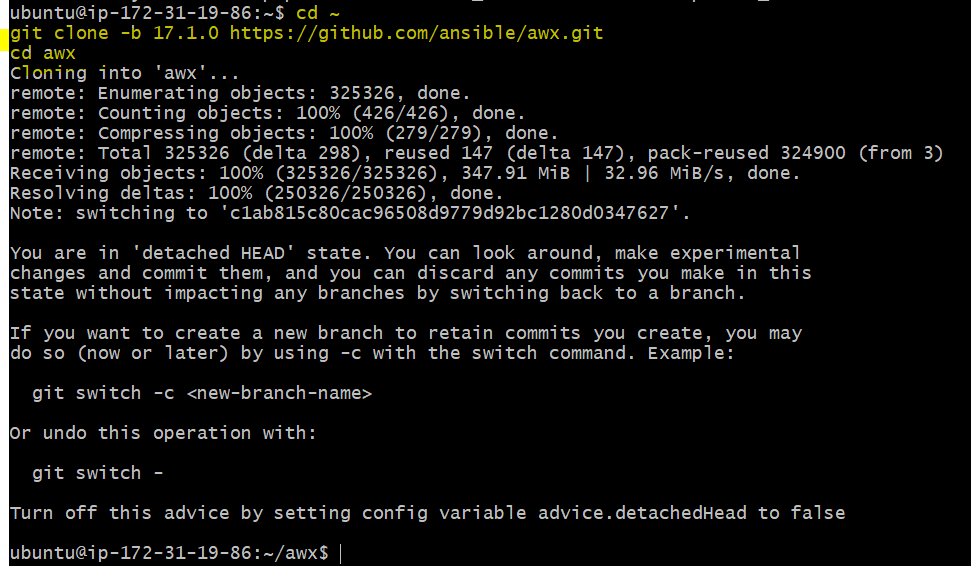 ubuntu@ip-172-31-19-86:~$ cd ~
git clone -b 17.1.0 https://github.com/ansible/awx.git
cd awx
Cloning into 'awx'...
remote: Enumerating objects: 325326, done.
remote: Counting objects: 100% (426/426), done.
remote: Compressing objects: 100% (279/279), done.
remote: Total 325326 (delta 298), reused 147 (delta 147), pack-reused 324900 (from 3)
Receiving objects: 100% (325326/325326), 347.91 MiB | 32.96 MiB/s, done.
Resolving deltas: 100% (250326/250326), done.
Note: switching to 'c1ab815c80cac96508d9779d92bc1280d0347627'.

You are in 'detached HEAD' state. You can look around, make experimental
changes and commit them, and you can discard any commits you make in this
state without impacting any branches by switching back to a branch.

If you want to create a new branch to retain commits you create, you may
do so (now or later) by using -c with the switch command. Example:

  git switch -c <new-branch-name>

Or undo this operation with:

  git switch -

Turn off this advice by setting config variable advice.detachedHead to false

ubuntu@ip-172-31-19-86:~/awx$